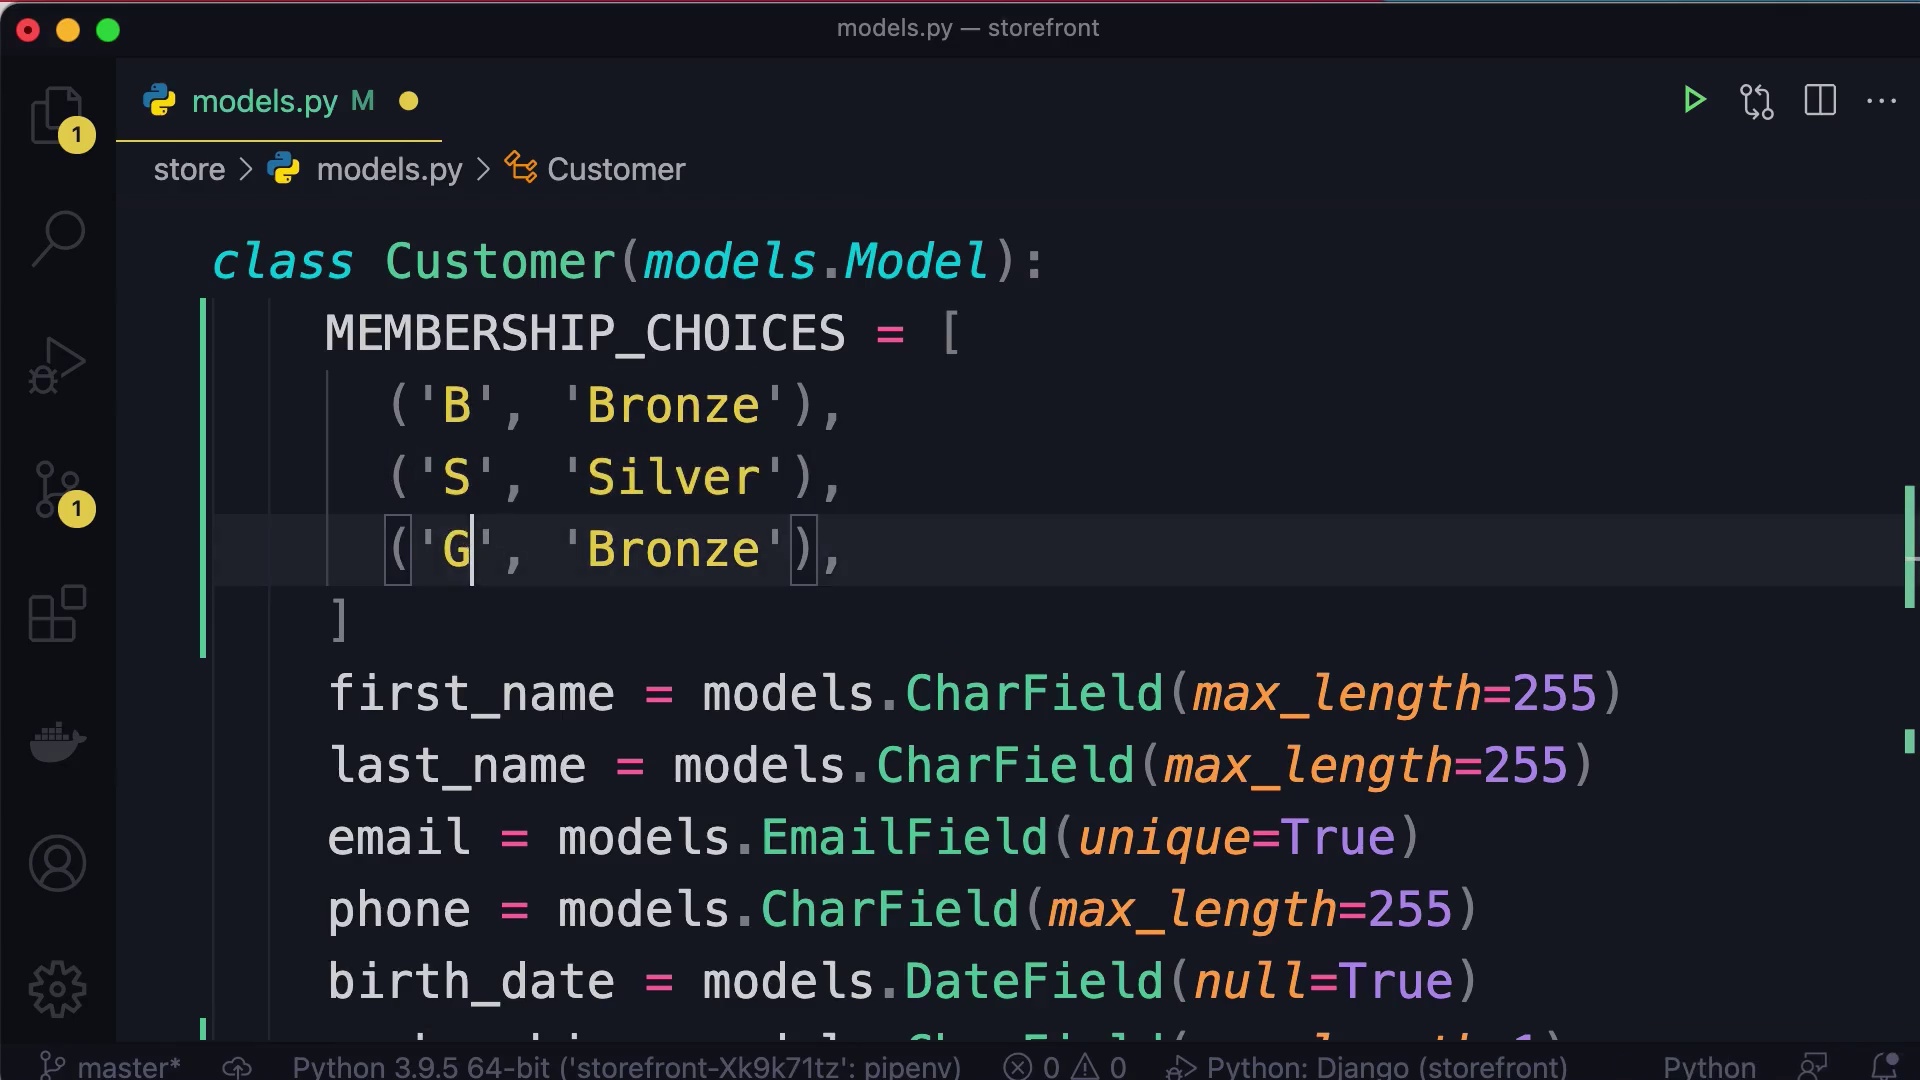 models.py — storefront
models.py M
1
store > models.py > Customer
class Customer(models.Model):
MEMBERSHIP_CHOICES = [
('B', 'Bronze'),
('S', 'Silver'),
('G', 'Bronze'),
]
1
first_name = models.CharField(max_length=255)
last_name = models.CharField(max_length=255)
email = models.EmailField(unique=True)
phone = models.CharField(max_length=255)
birth_date = models.DateField(null=True)
master* Python 3.9.5 64-bit ('storefront-Xk9k71tz': pipenv) 0 0 Python: Django (storefront) Python